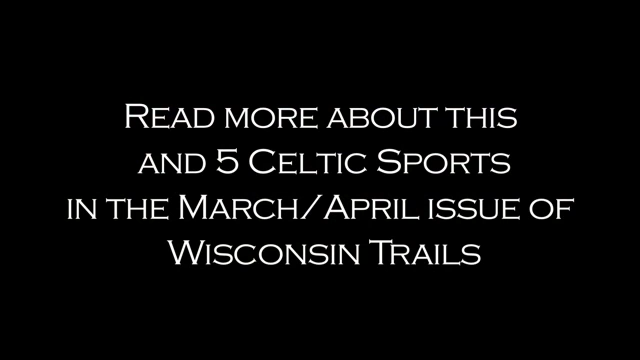 Read more about this
and 5 Celtic Sports
in the March/April issue of
Wisconsin Trails